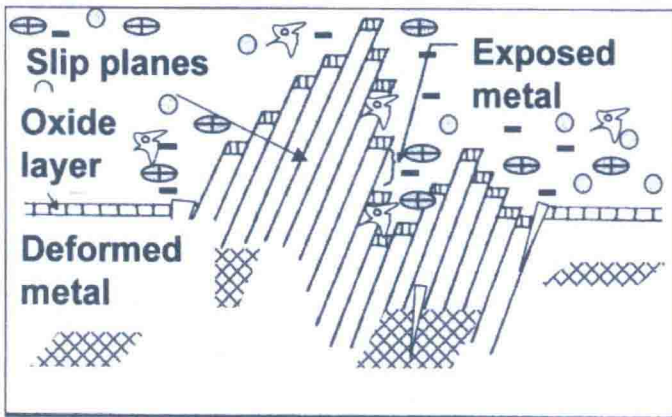 Slip planes
Exposed
metal
Oxide
layer
Deformed
metal